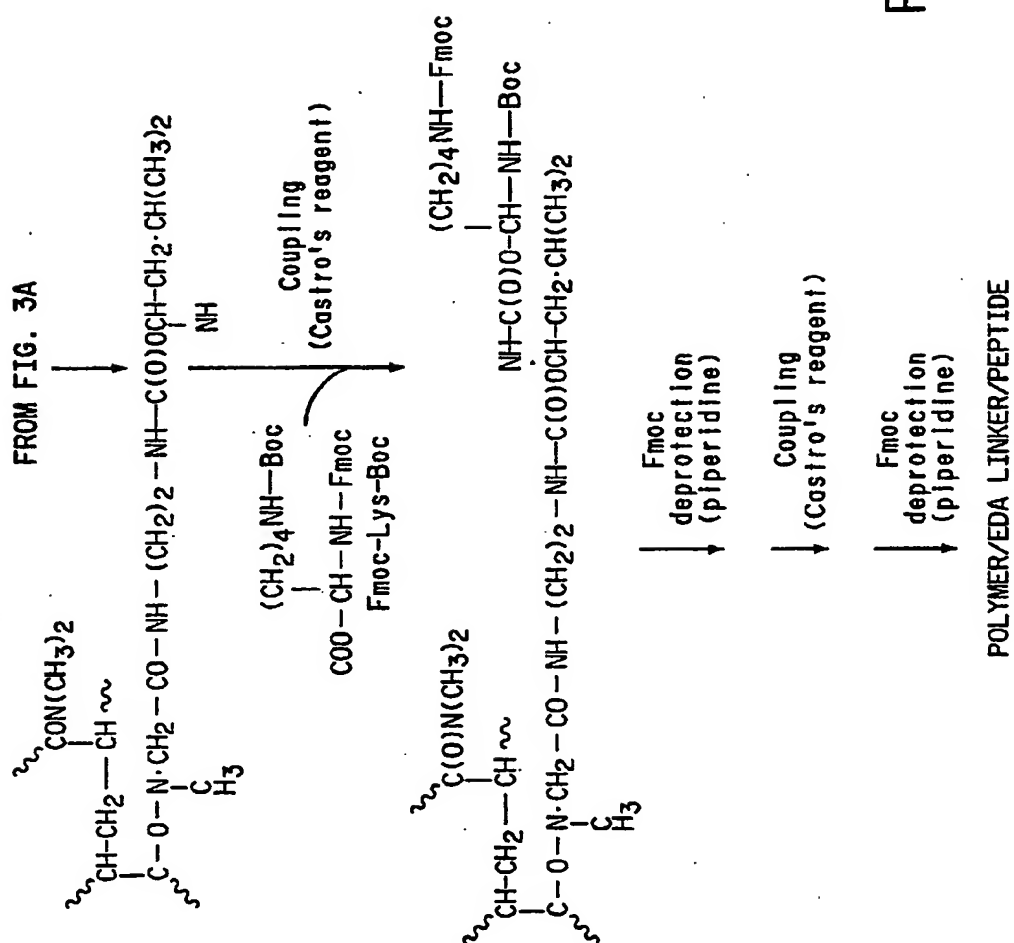 FROM FIG. 3A
CON(CH3)2
CH-CH2—CH
C-O-N·CH2-CO-NH-(CH2)2-NH-C(O)OCH-CH2·CH(CH3)2
C
H3
NH
(CH2)4NH—Boc
COO-CH-NH-Fmoc
Fmoc-Lys-Boc
Coupling
(Castro's reagent)
C(O)N(CH3)2
CH-CH2—CH
(CH2)4NH—Fmoc
NH-C(O)O-CH-NH-Boc
C-O-N·CH2-CO-NH-(CH2)2-NH-C(O)OCH-CH2·CH(CH3)2
C
H3
Fmoc
deprotection
(piperidine)
Coupling
(Castro's reagent)
Fmoc
deprotection
(piperidine)
POLYMER/EDA LINKER/PEPTIDE